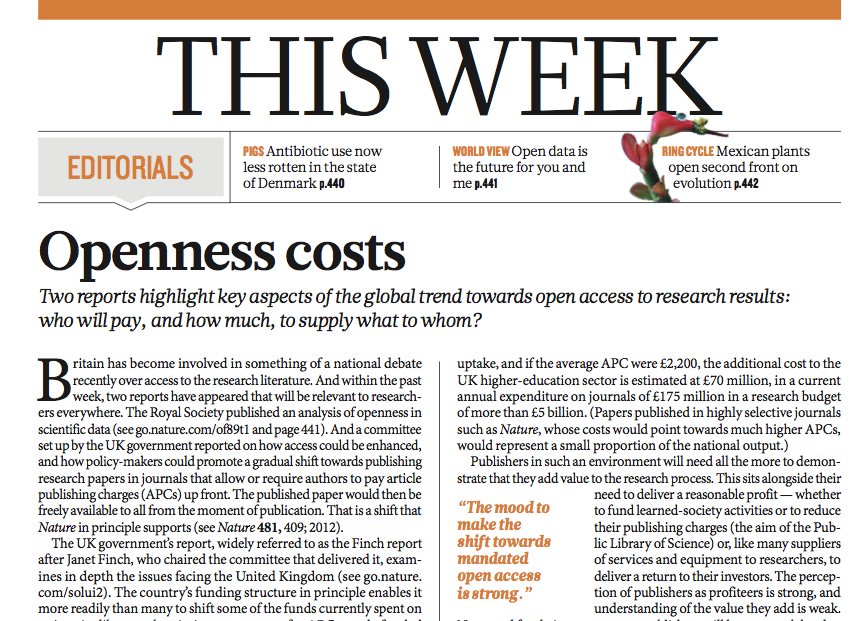 THIS WEEK
EDITORIALS
PIGS Antibiotic use now
less rotten in the state
of Denmark p.440
WORLD VIEW Open data is
the future for you and
me p.441
RING CYCLE Mexican plants
open second front on
evolution p.442
Openness costs
Two reports highlight key aspects of the global trend towards open access to research results:
who will pay, and how much, to supply what to whom?
Britain has become involved in something of a national debate
recently over access to the research literature. And within the past
week, two reports have appeared that will be relevant to research-
ers everywhere. The Royal Society published an analysis of openness in
scientific data (see go.nature.com/of89t1 and page 441). And a committee
set up by the UK government reported on how access could be enhanced,
and how policy-makers could promote a gradual shift towards publishing
research papers in journals that allow or require authors to pay article
publishing charges (APCs) up front. The published paper would then be
freely available to all from the moment of publication. That is a shift that
Nature in principle supports (see Nature 481, 409; 2012).
The UK government's report, widely referred to as the Finch report
after Janet Finch, who chaired the committee that delivered it, exam-
ines in depth the issues facing the United Kingdom (see go.nature.
com/solui2). The country's funding structure in principle enables it
more readily than many to shift some of the funds currently spent on
uptake, and if the average APC were £2,200, the additional cost to the
UK higher-education sector is estimated at £70 million, in a current
annual expenditure on journals of £175 million in a research budget
of more than £5 billion. (Papers published in highly selective journals
such as Nature, whose costs would point towards much higher APCs,
would represent a small proportion of the national output.)
Publishers in such an environment will need all the more to demon-
strate that they add value to the research process. This sits alongside their
need to deliver a reasonable profit — whether
to fund learned-society activities or to reduce
their publishing charges (the aim of the Pub-
lic Library of Science) or, like many suppliers
of services and equipment to researchers, to
deliver a return to their investors. The percep-
tion of publishers as profiteers is strong, and
understanding of the value they add is weak.
"The mood to
make the
shift towards
mandated
open access
is strong."